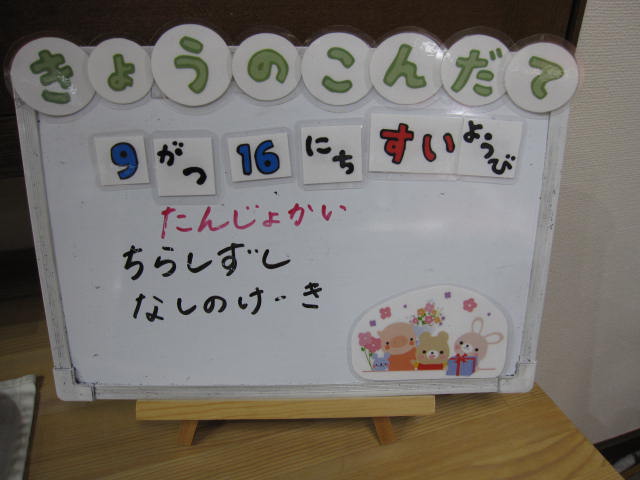 きょうのこんだて
9がつ16にちすいようび
たんじょかい
ちらしずし
なしのけーき